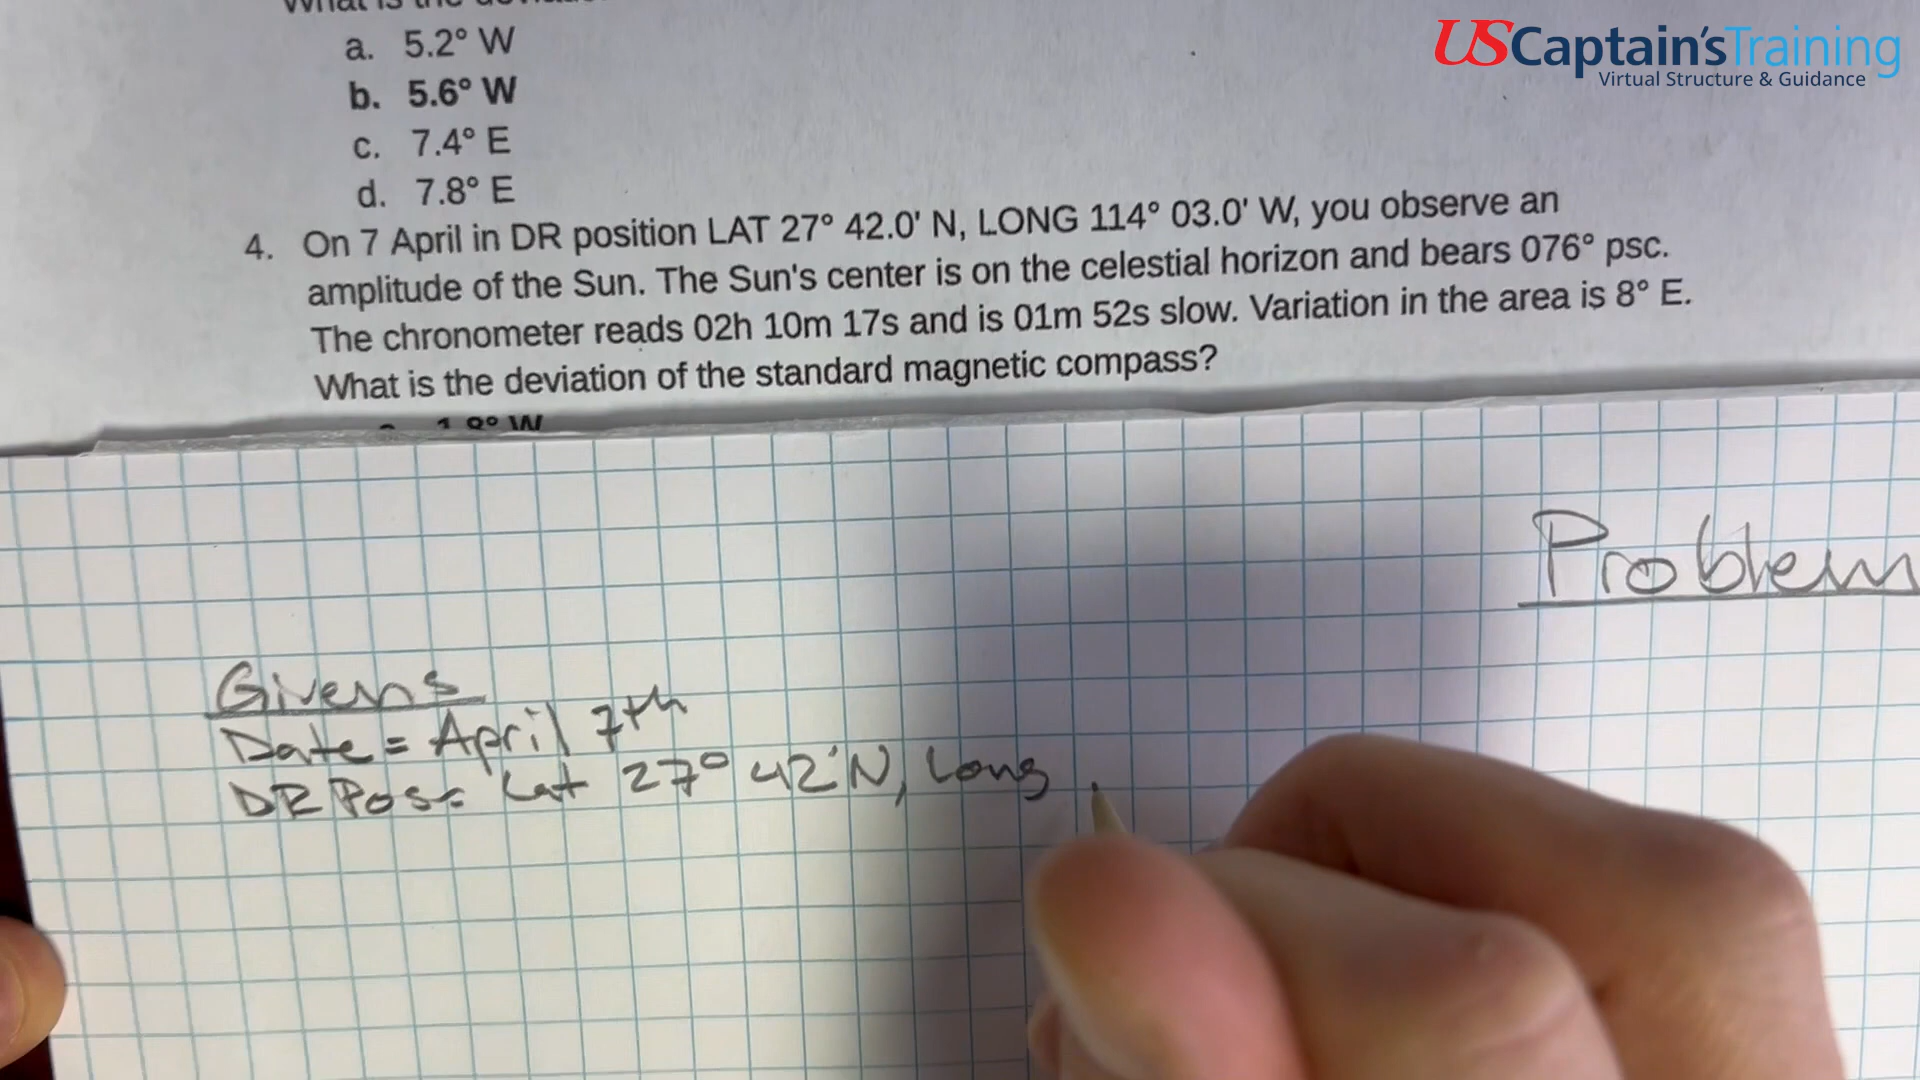 What is the
a. 5.2° W
b. 5.6° W
c. 7.4° E
d. 7.8° E
4. On 7 April in DR position LAT 27° 42.0' N, LONG 114° 03.0' W, you observe an
amplitude of the Sun. The Sun's center is on the celestial horizon and bears 076° psc.
The chronometer reads 02h 10m 17s and is 01m 52s slow. Variation in the area is 8° E.
What is the deviation of the standard magnetic compass?
USCaptain'sTraining
Virtual Structure & Guidance
Problem
Givens
Date = April 7th
DR Pos = Lat 27° 42' N, Long